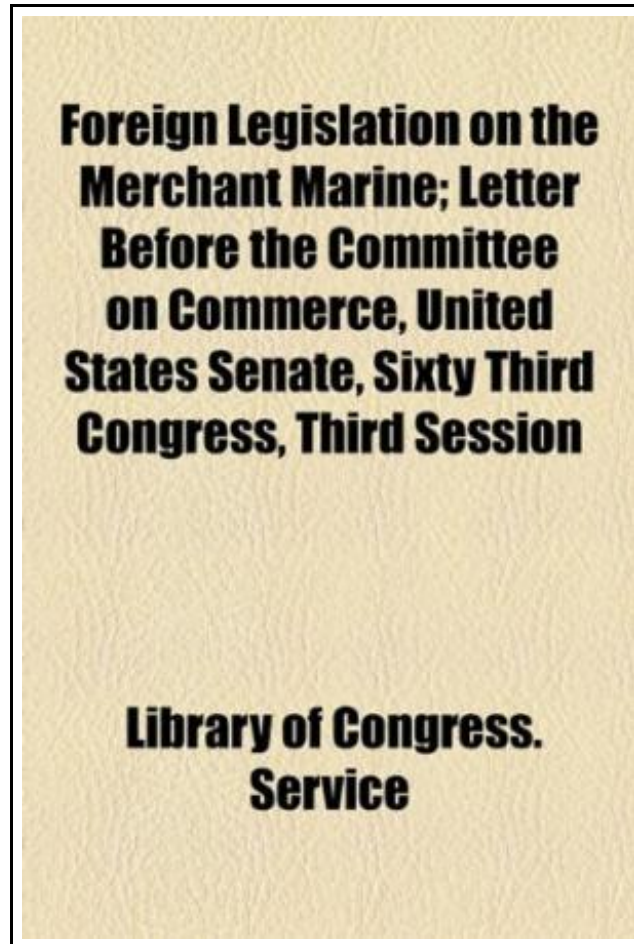 Foreign Legislation on the
Merchant Marine; Letter
Before the Committee
on Commerce, United
States Senate, Sixty Third
Congress, Third Session
Library of Congress.
Service